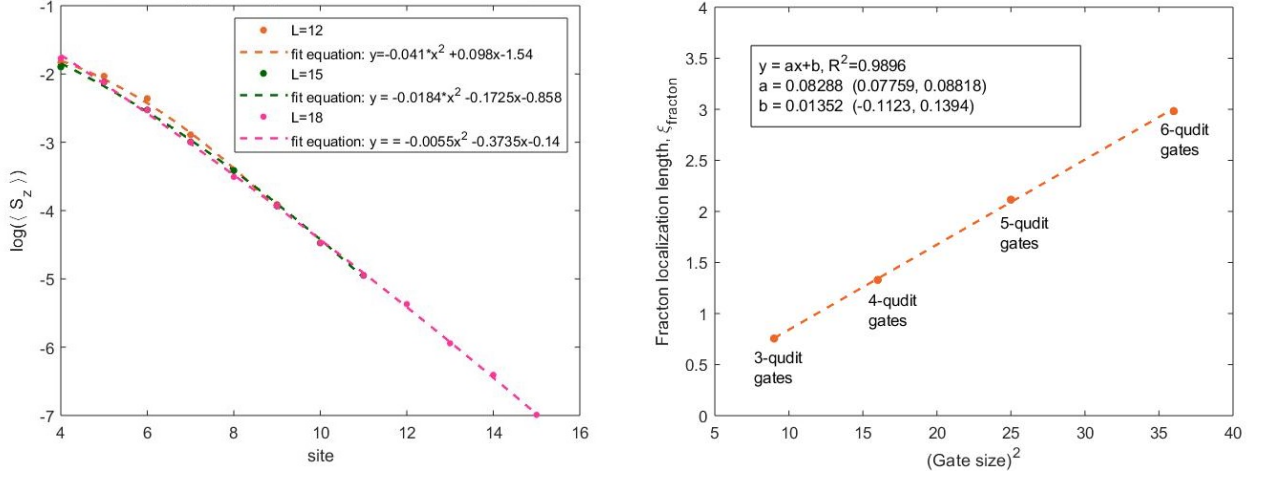 -1
-2
-3
-4
-5
-6
-7
4
6
8
10
12
14
16
site
log(⟨ S_z ⟩)
L=12
fit equation: y=-0.041*x² +0.098x-1.54
L=15
fit equation: y = -0.0184*x² -0.1725x-0.858
L=18
fit equation: y = = -0.0055x² -0.3735x-0.14
4
3.5
3
2.5
2
1.5
1
0.5
0
5
10
15
20
25
30
35
40
(Gate size)²
Fracton localization length, ξ_fracton
y = ax+b, R²=0.9896
a = 0.08288 (0.07759, 0.08818)
b = 0.01352 (-0.1123, 0.1394)
3-qudit
gates
4-qudit
gates
5-qudit
gates
6-qudit
gates